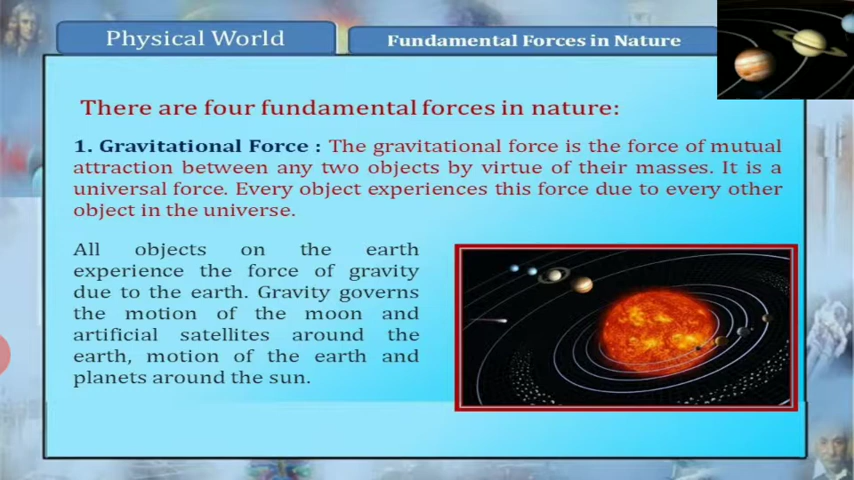 Physical World
Fundamental Forces in Nature
There are four fundamental forces in nature:
1. Gravitational Force : The gravitational force is the force of mutual
attraction between any two objects by virtue of their masses. It is a
universal force. Every object experiences this force due to every other
object in the universe.
All objects on the earth
experience the force of gravity
due to the earth. Gravity governs
the motion of the moon and
artificial satellites around the
earth, motion of the earth and
planets around the sun.